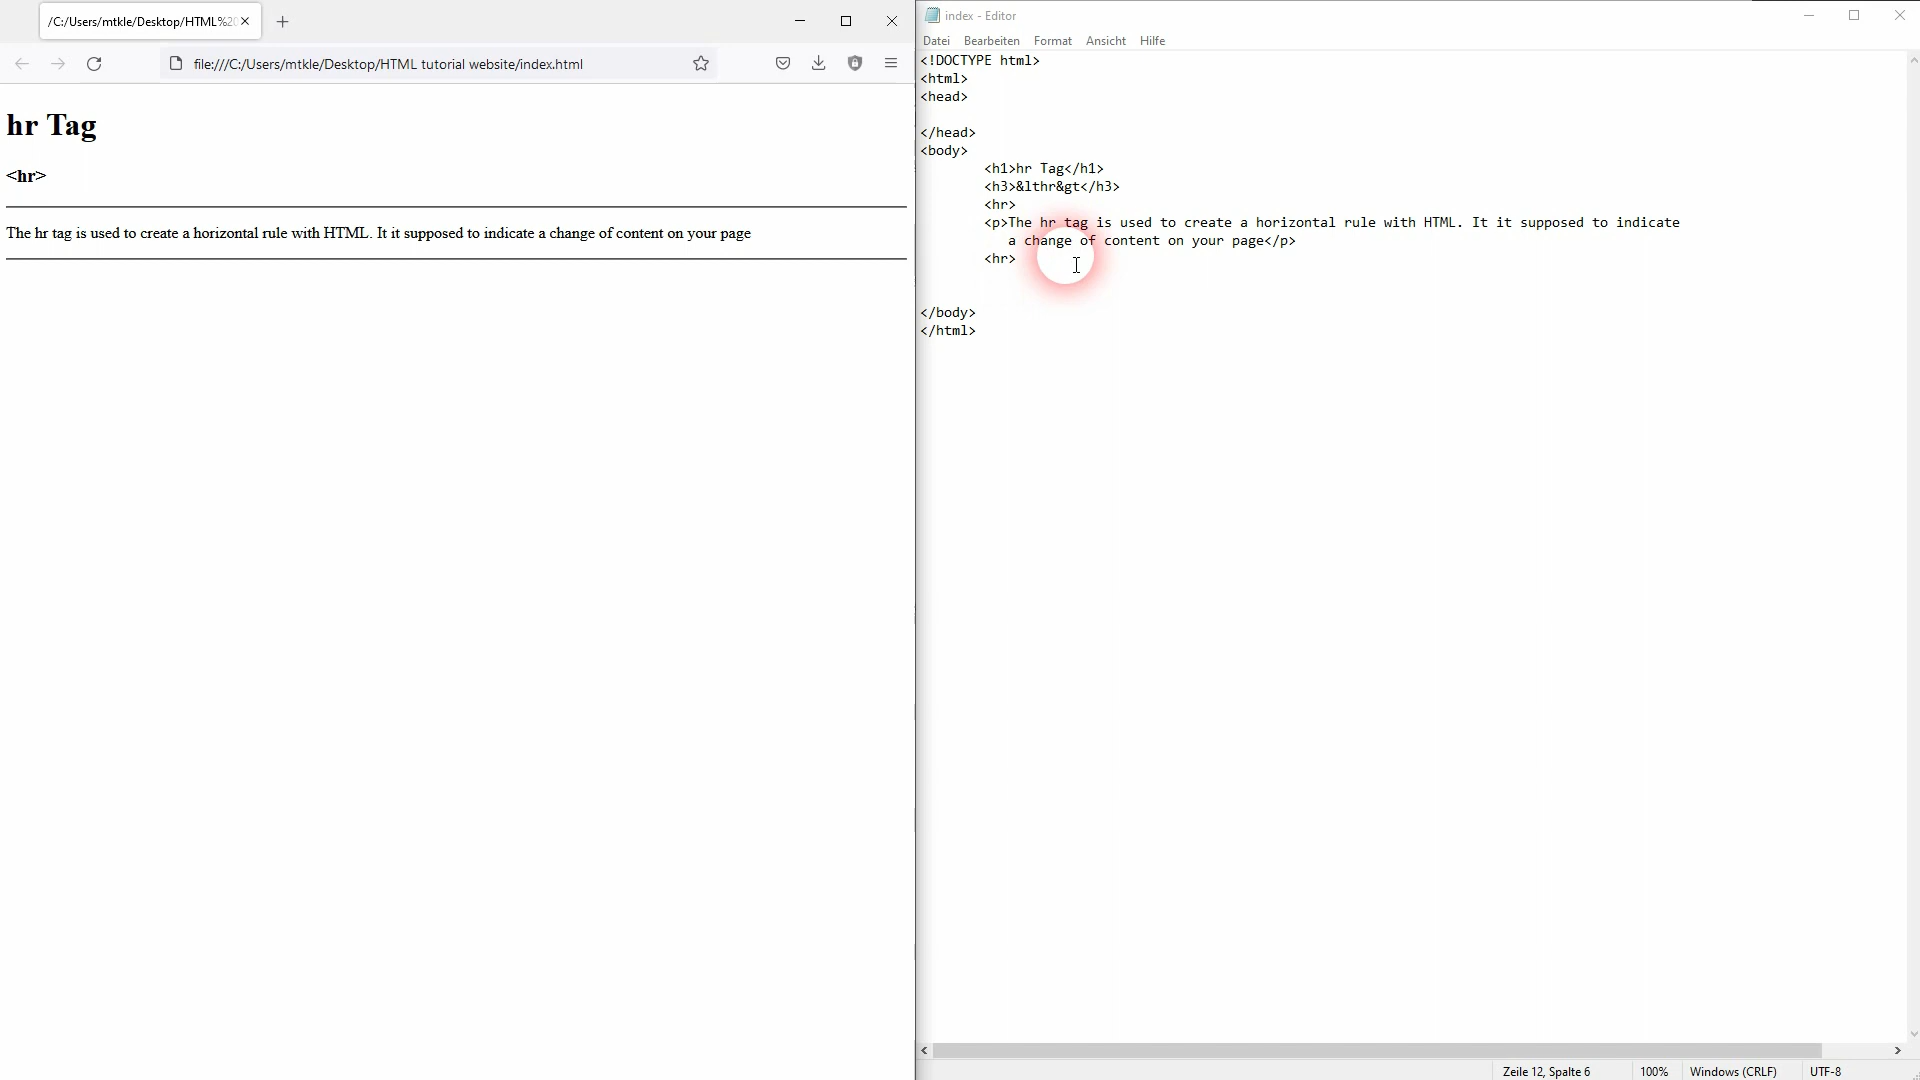 /C:/Users/mtkle/Desktop/HTML%20
file:///C:/Users/mtkle/Desktop/HTML tutorial website/index.html
hr Tag
<hr>
The hr tag is used to create a horizontal rule with HTML. It it supposed to indicate a change of content on your page
index - Editor
Datei Bearbeiten Format Ansicht Hilfe
<!DOCTYPE html>
<html>
<head>
</head>
<body>
<h1>hr Tag</h1>
<h3>&lthr&gt</h3>
<hr>
<p>The hr tag is used to create a horizontal rule with HTML. It it supposed to indicate
a change of content on your page</p>
<hr>
</body>
</html>
Zeile 12, Spalte 6 100% Windows (CRLF) UTF-8